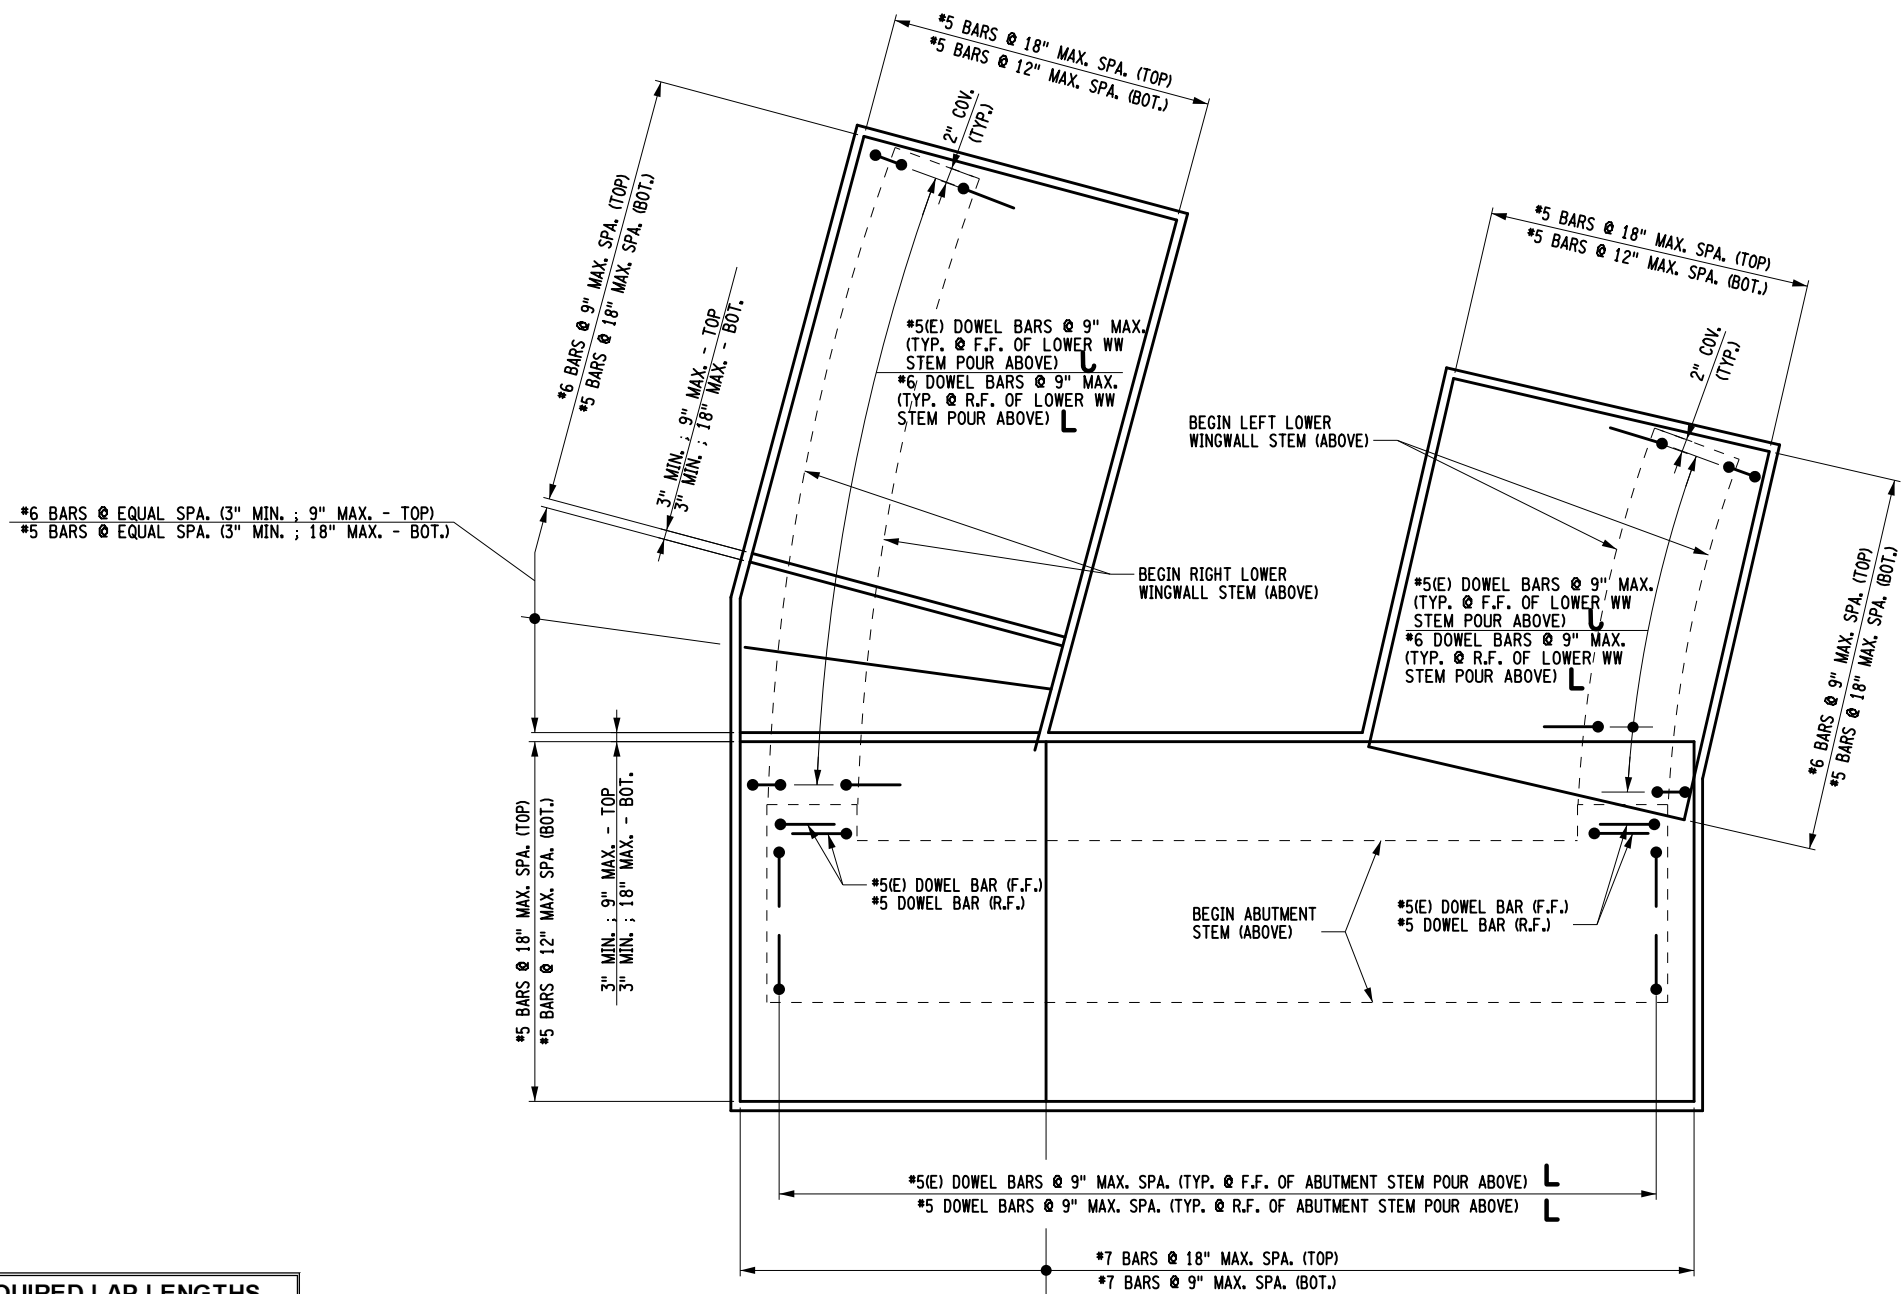 #5 BARS @ 18" MAX. SPA. (TOP)
#5 BARS @ 12" MAX. SPA. (BOT.)
2" COV.
(TYP.)
#6 BARS @ 9" MAX. SPA. (TOP)
#5 BARS @ 18" MAX. SPA. (BOT.)
3" MIN. ; 9" MAX. - TOP
3" MIN. ; 18" MAX. - BOT.
#5 BARS @ 18" MAX. SPA. (TOP)
#5 BARS @ 12" MAX. SPA. (BOT.)
2" COV.
(TYP.)
#5(E) DOWEL BARS @ 9" MAX.
(TYP. @ F.F. OF LOWER WW
STEM POUR ABOVE)
#6 DOWEL BARS @ 9" MAX.
(TYP. @ R.F. OF LOWER WW
STEM POUR ABOVE)
BEGIN LEFT LOWER
WINGWALL STEM (ABOVE)
#6 BARS @ EQUAL SPA. (3" MIN. ; 9" MAX. - TOP)
#5 BARS @ EQUAL SPA. (3" MIN. ; 18" MAX. - BOT.)
BEGIN RIGHT LOWER
WINGWALL STEM (ABOVE)
#5(E) DOWEL BARS @ 9" MAX.
(TYP. @ F.F. OF LOWER WW
STEM POUR ABOVE)
#6 DOWEL BARS @ 9" MAX.
(TYP. @ R.F. OF LOWER WW
STEM POUR ABOVE)
#6 BARS @ 9" MAX. SPA. (TOP)
#5 BARS @ 18" MAX. SPA. (BOT.)
#5 BARS @ 18" MAX. SPA. (TOP)
#5 BARS @ 12" MAX. SPA. (BOT.)
3" MIN. ; 9" MAX. - TOP
3" MIN. ; 18" MAX. - BOT.
#5(E) DOWEL BAR (F.F.)
#5 DOWEL BAR (R.F.)
BEGIN ABUTMENT
STEM (ABOVE)
#5(E) DOWEL BAR (F.F.)
#5 DOWEL BAR (R.F.)
#5(E) DOWEL BARS @ 9" MAX. SPA. (TYP. @ F.F. OF ABUTMENT STEM POUR ABOVE)
#5 DOWEL BARS @ 9" MAX. SPA. (TYP. @ R.F. OF ABUTMENT STEM POUR ABOVE)
#7 BARS @ 18" MAX. SPA. (TOP)
#7 BARS @ 9" MAX. SPA. (BOT.)
LAP LENGTHS